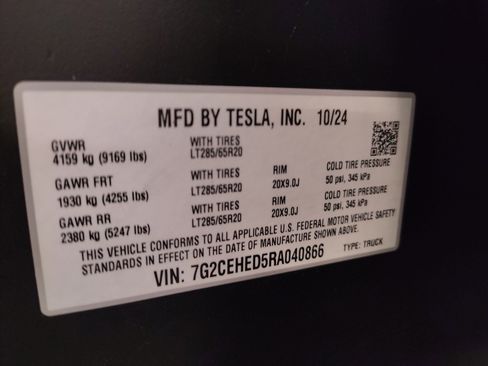 MFD BY TESLA, INC. 10/24
GVWR WITH TIRES
4159 kg (9169 lbs) LT285/65R20
GAWR FRT WITH TIRES RIM COLD TIRE PRESSURE
1930 kg (4255 lbs) LT285/65R20 20X9.0J 50 psi, 345 kPa
GAWR RR WITH TIRES RIM COLD TIRE PRESSURE
2380 kg (5247 lbs) LT285/65R20 20X9.0J 50 psi, 345 kPa
THIS VEHICLE CONFORMS TO ALL APPLICABLE U.S. FEDERAL MOTOR VEHICLE SAFETY
STANDARDS IN EFFECT ON THE DATE OF MANUFACTURE SHOWN ABOVE.
VIN: 7G2CEHED5RA040866 TYPE: TRUCK